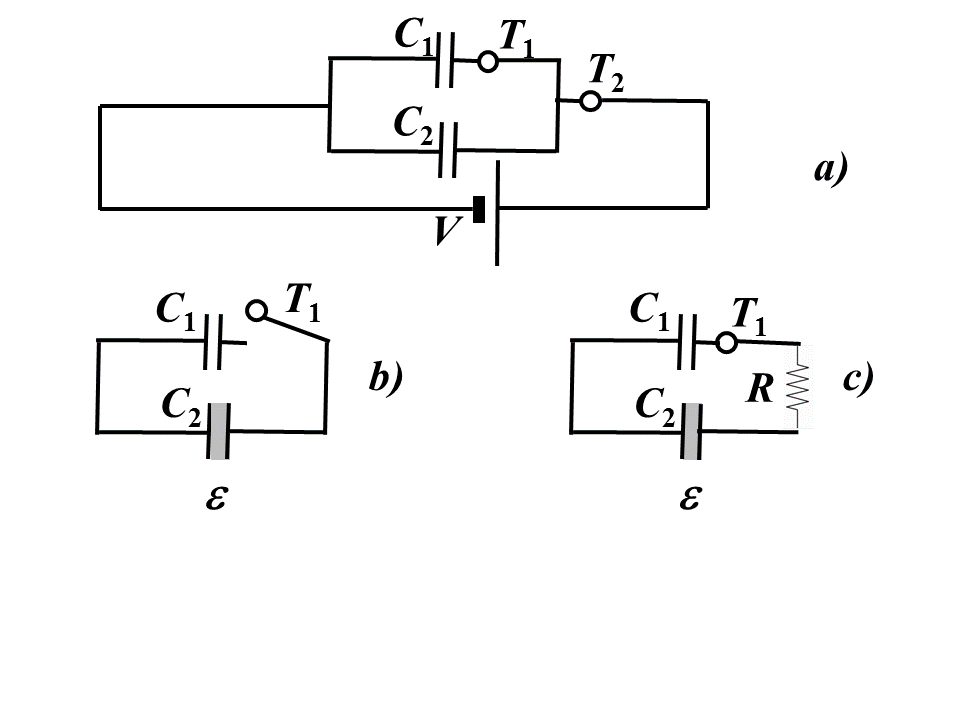 C₁ T₁
T₂
C₂
a)
V
C₁ T₁
b)
C₂
ε
C₁ T₁
R c)
C₂
ε